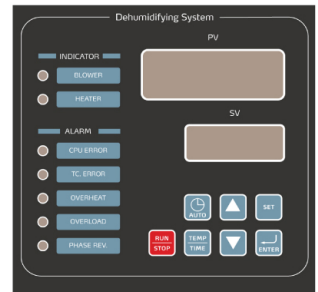 Dehumidifying System
PV
INDICATOR
BLOWER
HEATER
SV
ALARM
CPU ERROR
TC. ERROR
OVERHEAT
OVERLOAD
PHASE REV.
AUTO
SET
RUN
STOP
TEMP
TIME
ENTER